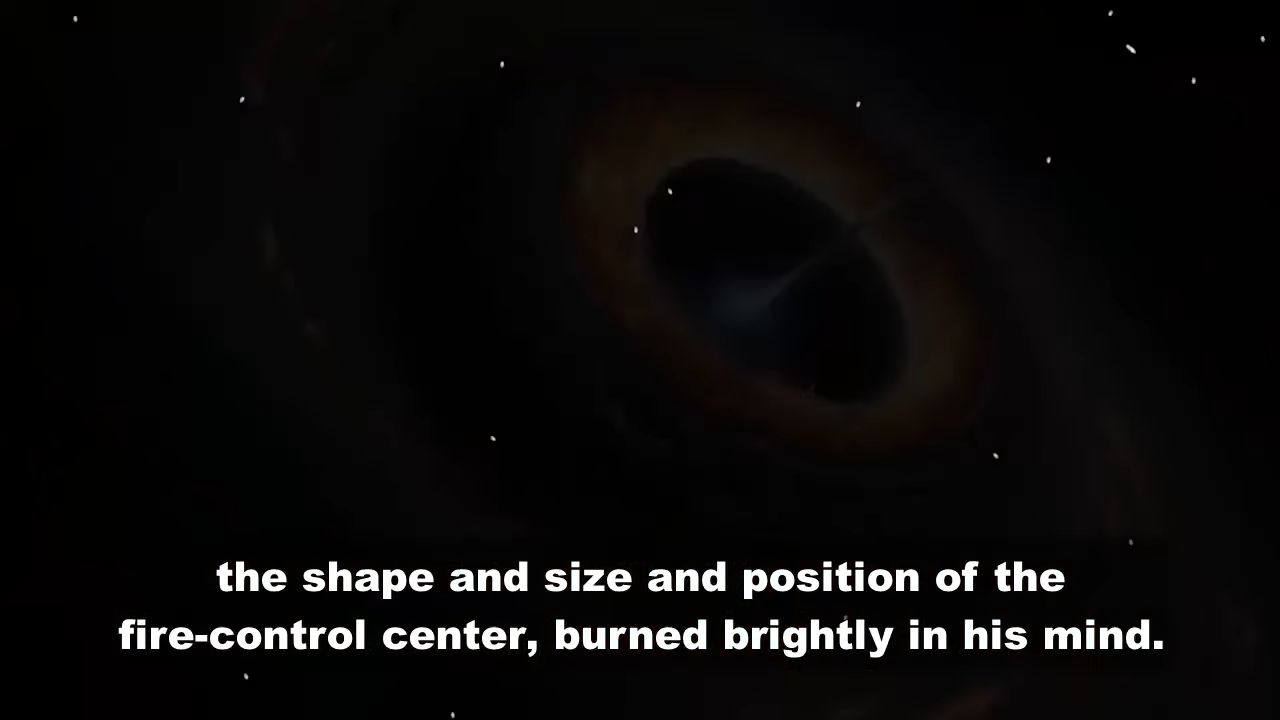 the shape and size and position of the
fire-control center, burned brightly in his mind.